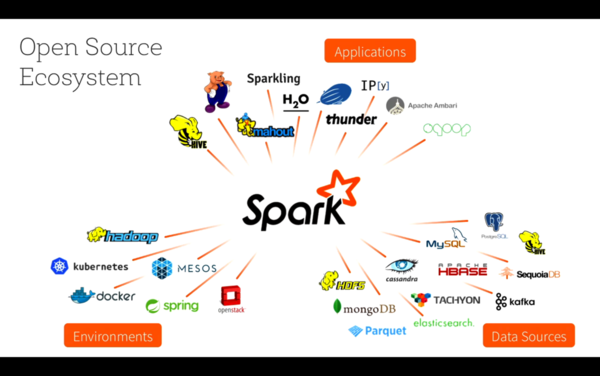 Open Source
Ecosystem
Applications
Sparkling
H2O
IP[y]
Apache Ambari
HIVE
mahout
thunder
sqoop
Spark
hadoop
kubernetes
MESOS
docker
spring
openstack
Environments
PostgreSQL
MySQL
HIVE
cassandra
APACHE
HBASE
SequoiaDB
HDFS
mongoDB
TACHYON
kafka
Parquet
elasticsearch.
Data Sources